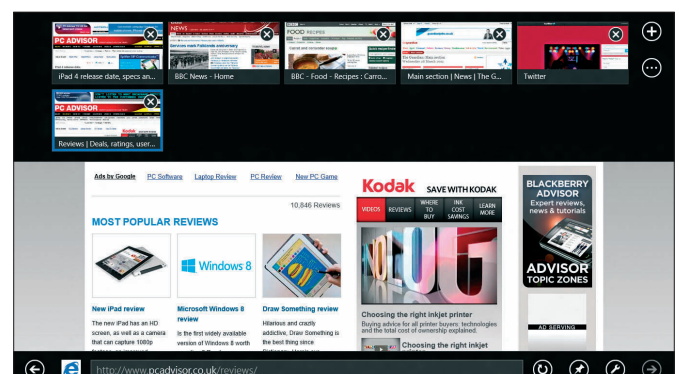 PC ADVISOR
NEWS
FOOD RECIPES
guardian.co.uk
iPad 4 release date, specs an...
BBC News - Home
BBC - Food - Recipes : Carro...
Main section | News | The G...
Twitter
PC ADVISOR
Reviews | Deals, ratings, user...
Ads by Google PC Software Laptop Review PC Review New PC Game
10,846 Reviews
MOST POPULAR REVIEWS
Windows 8
New iPad review
The new iPad has an HD
screen, as well as a camera
that can capture 1080p
Microsoft Windows 8
review
Is the first widely available
version of Windows 8 worth
Draw Something review
Hilarious and crazily
addictive, Draw Something is
the best thing since
Kodak SAVE WITH KODAK
VIDEOS
REVIEWS
WHERE
TO
BUY
INK
COST
SAVINGS
LEARN
MORE
Choosing the right inkjet printer
Buying advice for all printer buyers: technologies
and the total cost of ownership explained.
Choosing the right inkjet
BLACKBERRY
ADVISOR
Expert reviews,
news & tutorials
ADVISOR
TOPIC ZONES
AD SERVING
http://www.pcadvisor.co.uk/reviews/